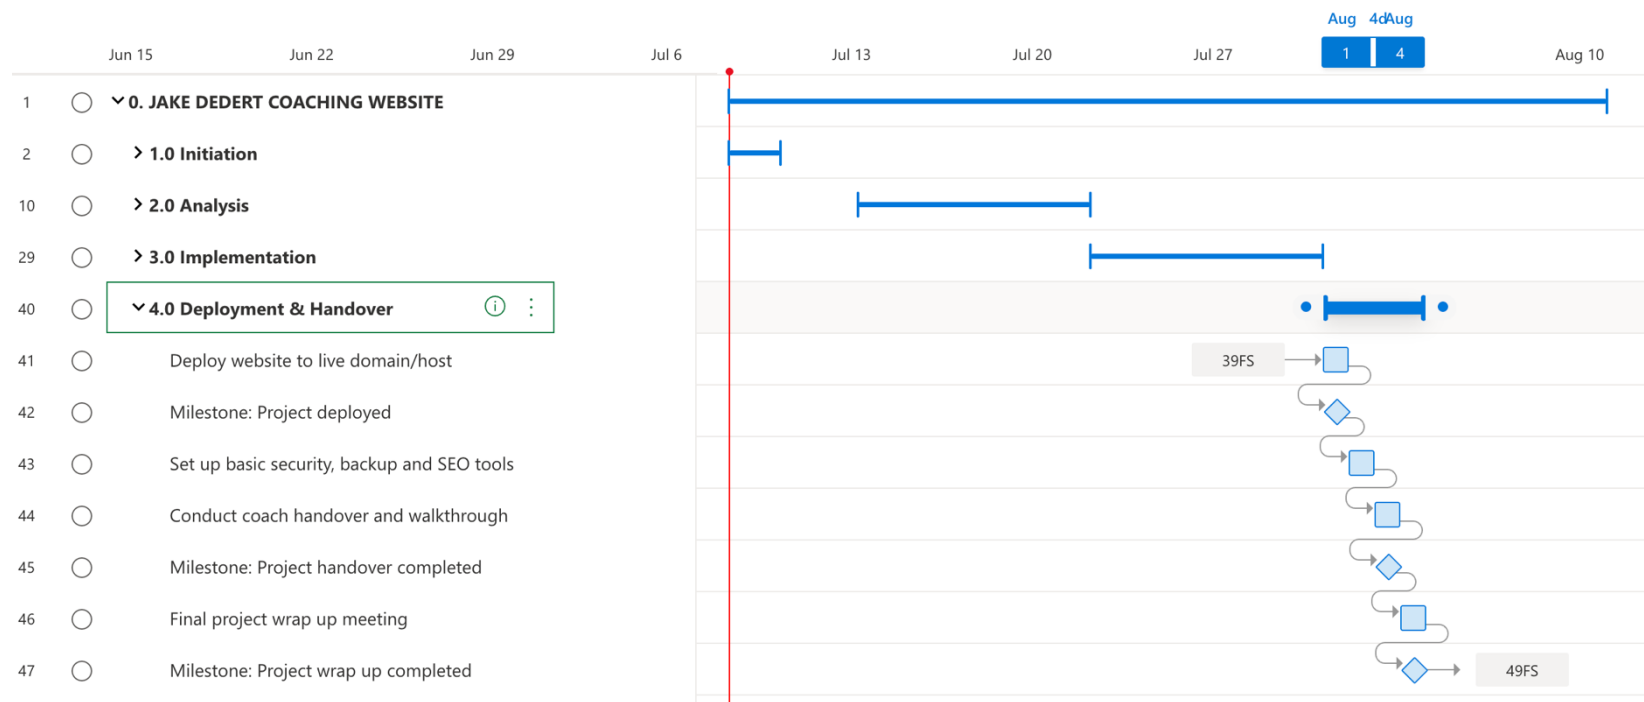 Aug 4d Aug
Jun 15 Jun 22 Jun 29 Jul 6 Jul 13 Jul 20 Jul 27 1 4 Aug 10
1 0. JAKE DEDERT COACHING WEBSITE
2 1.0 Initiation
10 2.0 Analysis
29 3.0 Implementation
40 4.0 Deployment & Handover
41 Deploy website to live domain/host 39FS
42 Milestone: Project deployed
43 Set up basic security, backup and SEO tools
44 Conduct coach handover and walkthrough
45 Milestone: Project handover completed
46 Final project wrap up meeting
47 Milestone: Project wrap up completed 49FS